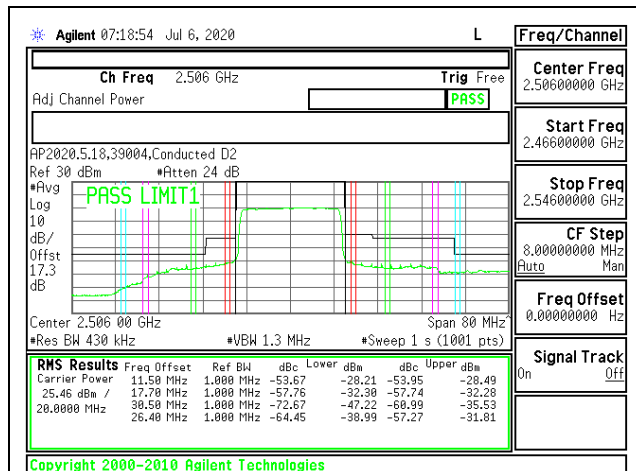 Agilent 07:18:54 Jul 6, 2020 L Freq/Channel
Ch Freq 2.506 GHz Trig Free
Adj Channel Power PASS
Center Freq
2.50600000 GHz
Start Freq
2.46600000 GHz
Stop Freq
2.54600000 GHz
CF Step
8.00000000 MHz
Auto Man
Freq Offset
0.00000000 Hz
Signal Track
On Off
AP2020.5.18,39004,Conducted D2
Ref 30 dBm #Atten 24 dB
#Avg
Log
10
dB/
Offst
17.3
dB
PASS LIMIT1
Center 2.506 00 GHz Span 80 MHz^
#Res BW 430 kHz #VBW 1.3 MHz #Sweep 1 s (1001 pts)
RMS Results Freq Offset Ref BW dBc Lower dBm dBc Upper dBm
Carrier Power 11.50 MHz 1.000 MHz -53.67 -28.21 -53.95 -28.49
25.46 dBm / 17.70 MHz 1.000 MHz -57.76 -32.30 -57.74 -32.28
20.0000 MHz 30.50 MHz 1.000 MHz -72.67 -47.22 -60.99 -35.53
26.40 MHz 1.000 MHz -64.45 -38.99 -57.27 -31.81
Copyright 2000-2010 Agilent Technologies